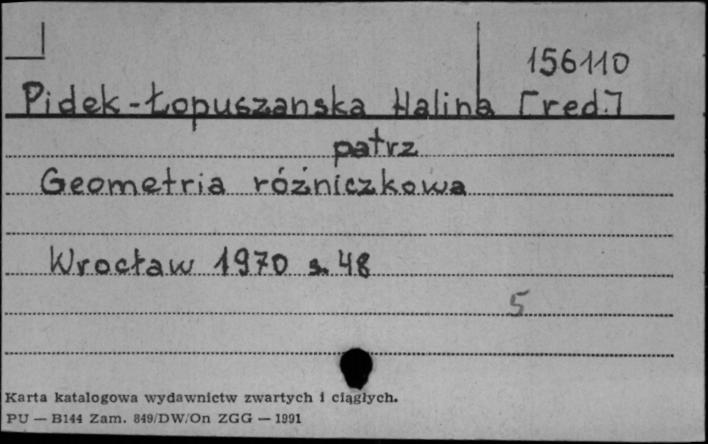 156110
Pidek-Łopuszanska Halina [red.]
patrz
Geometria różniczkowa
Wrocław 1970 s. 48
5
Karta katalogowa wydawnictw zwartych i ciągłych.
PU — B144 Zam. 849/DW/On ZGG — 1991